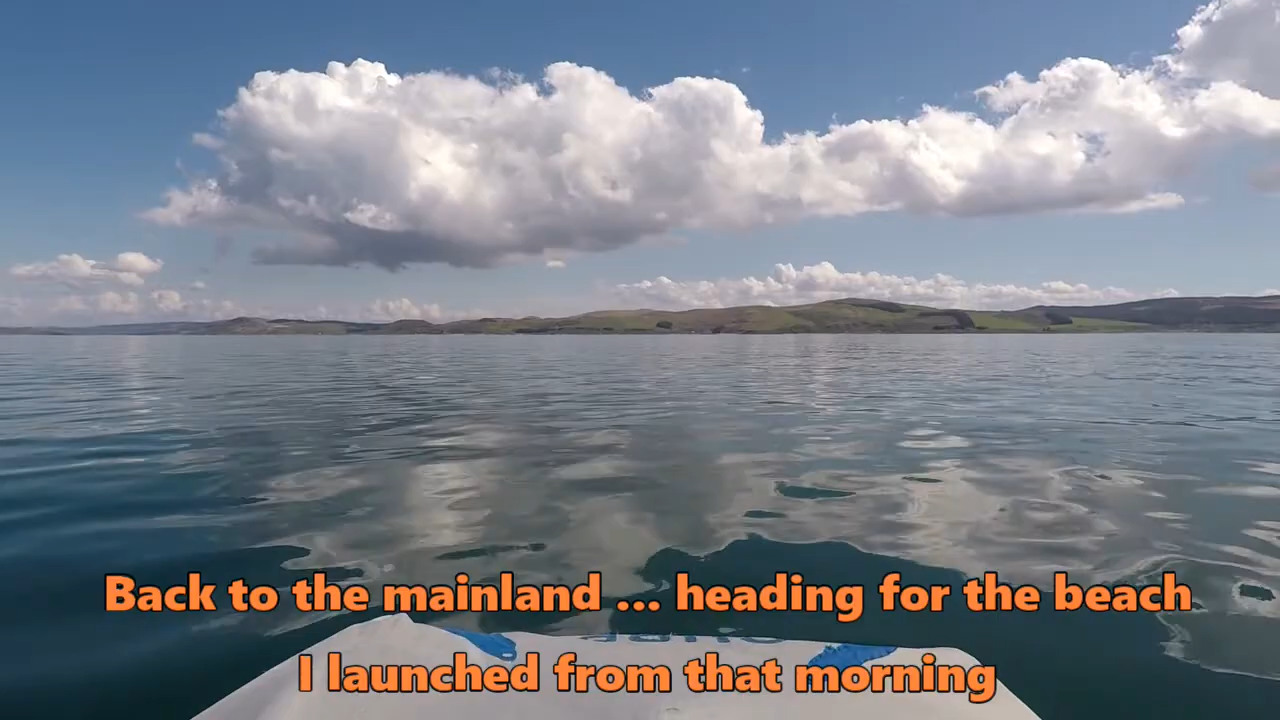 Back to the mainland ... heading for the beach
I launched from that morning